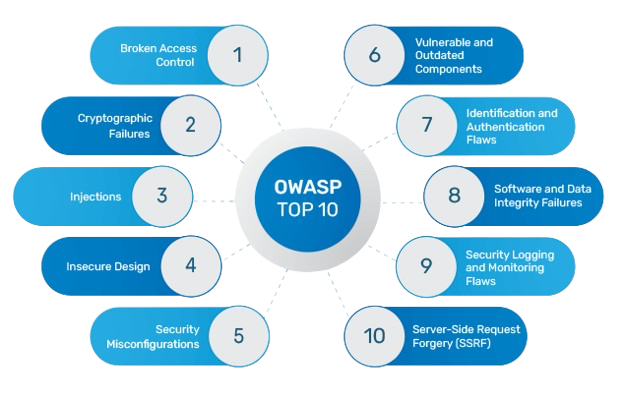 OWASP
TOP 10
1
Broken Access
Control
2
Cryptographic
Failures
3
Injections
4
Insecure Design
5
Security
Misconfigurations
6
Vulnerable and
Outdated
Components
7
Identification and
Authentication
Flaws
8
Software and Data
Integrity Failures
9
Security Logging
and Monitoring
Flaws
10
Server-Side Request
Forgery (SSRF)